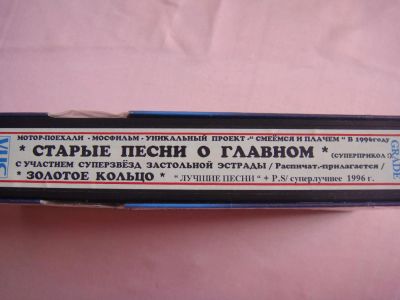 МОТОР-ПОЕХАЛИ - МОСФИЛЬМ - УНИКАЛЬНЫЙ ПРОЕКТ -" СМЕЁМСЯ И ПЛАЧЕМ " В 1996году
* СТАРЫЕ ПЕСНИ О ГЛАВНОМ * (СУПЕРПРИКОЛ!)
С УЧАСТИЕМ СУПЕРЗВЁЗД ЗАСТОЛЬНОЙ ЭСТРАДЫ / Распичат.-прилагается /
* ЗОЛОТОЕ КОЛЬЦО * " ЛУЧШИЕ ПЕСНИ " + P.S/ суперлучшее 1996 г.
VHS
GRADE